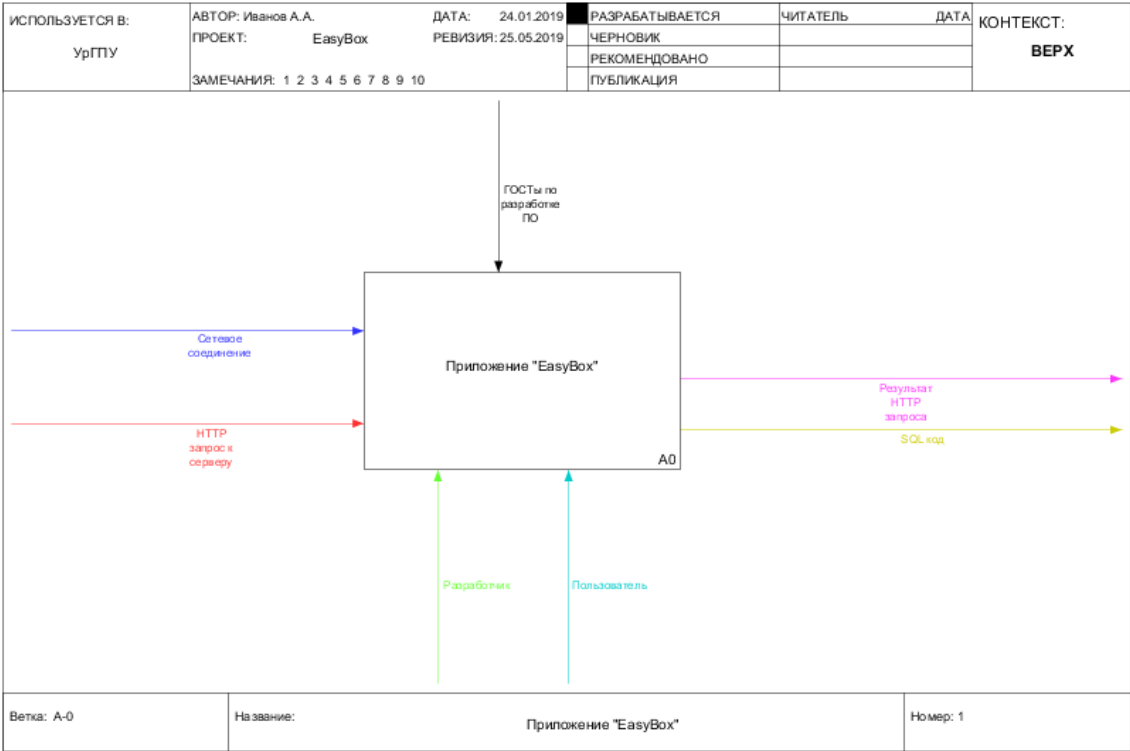 ИСПОЛЬЗУЕТСЯ В:
УрГПУ
АВТОР: Иванов А.А.
ДАТА: 24.01.2019
ПРОЕКТ: EasyBox
РЕВИЗИЯ: 25.05.2019
ЗАМЕЧАНИЯ: 1 2 3 4 5 6 7 8 9 10
РАЗРАБАТЫВАЕТСЯ
ЧЕРНОВИК
РЕКОМЕНДОВАНО
ПУБЛИКАЦИЯ
ЧИТАТЕЛЬ ДАТА
КОНТЕКСТ:
ВЕРХ
ГОСТы по
разработке
ПО
Сетевое
соединение
Приложение "EasyBox"
Результат
HTTP
запроса
HTTP
запрос к
серверу
SQL код
A0
Разработчик
Пользователь
Ветка: A-0
Название:
Приложение "EasyBox"
Номер: 1